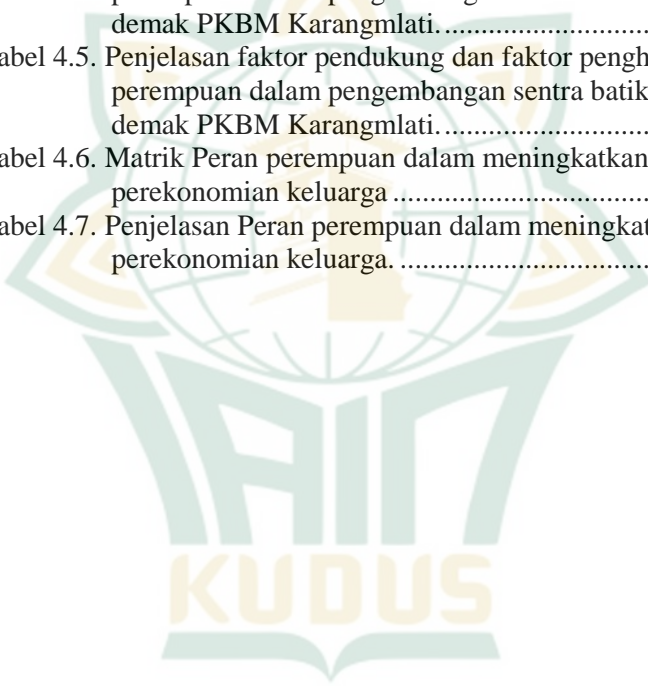 demak PKBM Karangmlati. ..............................
abel 4.5. Penjelasan faktor pendukung dan faktor pengh
perempuan dalam pengembangan sentra batik
demak PKBM Karangmlati. ..............................
abel 4.6. Matrik Peran perempuan dalam meningkatkan
perekonomian keluarga ......................................
abel 4.7. Penjelasan Peran perempuan dalam meningkat
perekonomian keluarga. .....................................
IAIN
KUDUS